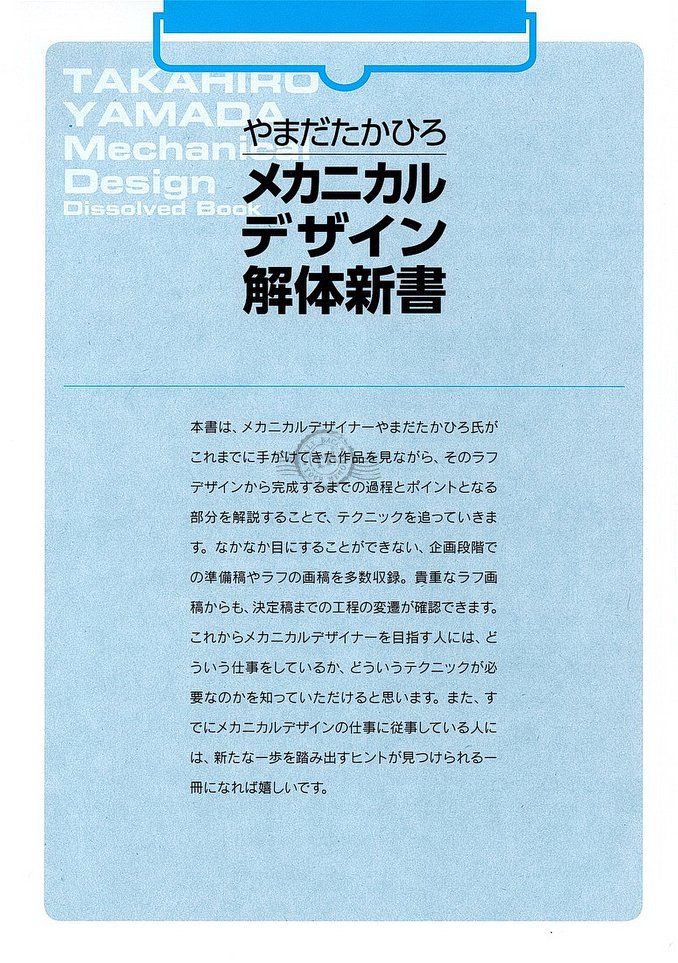 TAKAHIRO
YAMADA
Mechanical
Design
Dissolved Book
やまだたかひろ
メカニカル
デザイン
解体新書
本書は、メカニカルデザイナーやまだたかひろ氏が
これまでに手がけてきた作品を見ながら、そのラフ
デザインから完成するまでの過程とポイントとなる
部分を解説することで、テクニックを追っていきま
す。なかなか目にすることができない、企画段階で
の準備稿やラフの画稿を多数収録。貴重なラフ画
稿からも、決定稿までの工程の変遷が確認できます。
これからメカニカルデザイナーを目指す人には、ど
ういう仕事をしているか、どういうテクニックが必
要なのかを知っていただけると思います。また、す
でにメカニカルデザインの仕事に従事している人に
は、新たな一歩を踏み出すヒントが見つけられる一
冊になれば嬉しいです。